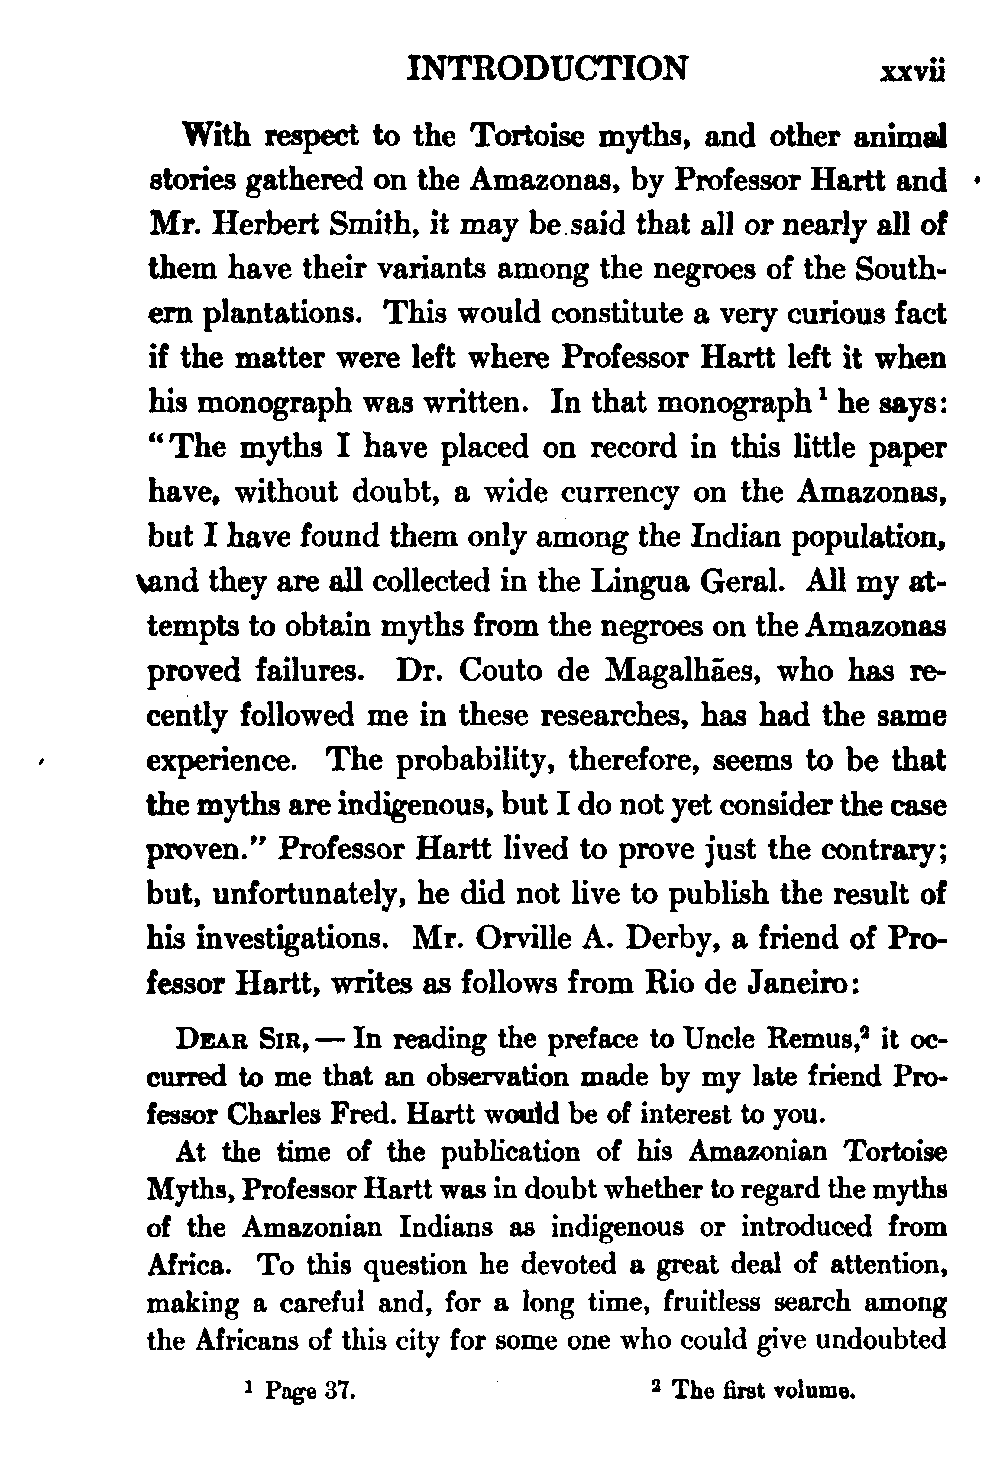 INTRODUCTION xxvii
With respect to the Tortoise myths, and other animal
stories gathered on the Amazonas, by Professor Hartt and
Mr. Herbert Smith, it may be said that all or nearly all of
them have their variants among the negroes of the South-
ern plantations. This would constitute a very curious fact
if the matter were left where Professor Hartt left it when
his monograph was written. In that monograph¹ he says:
“The myths I have placed on record in this little paper
have, without doubt, a wide currency on the Amazonas,
but I have found them only among the Indian population,
and they are all collected in the Lingua Geral. All my at-
tempts to obtain myths from the negroes on the Amazonas
proved failures. Dr. Couto de Magalhães, who has re-
cently followed me in these researches, has had the same
experience. The probability, therefore, seems to be that
the myths are indigenous, but I do not yet consider the case
proven.” Professor Hartt lived to prove just the contrary;
but, unfortunately, he did not live to publish the result of
his investigations. Mr. Orville A. Derby, a friend of Pro-
fessor Hartt, writes as follows from Rio de Janeiro:
DEAR SIR,— In reading the preface to Uncle Remus,² it oc-
curred to me that an observation made by my late friend Pro-
fessor Charles Fred. Hartt would be of interest to you.
At the time of the publication of his Amazonian Tortoise
Myths, Professor Hartt was in doubt whether to regard the myths
of the Amazonian Indians as indigenous or introduced from
Africa. To this question he devoted a great deal of attention,
making a careful and, for a long time, fruitless search among
the Africans of this city for some one who could give undoubted
¹ Page 37. ² The first volume.